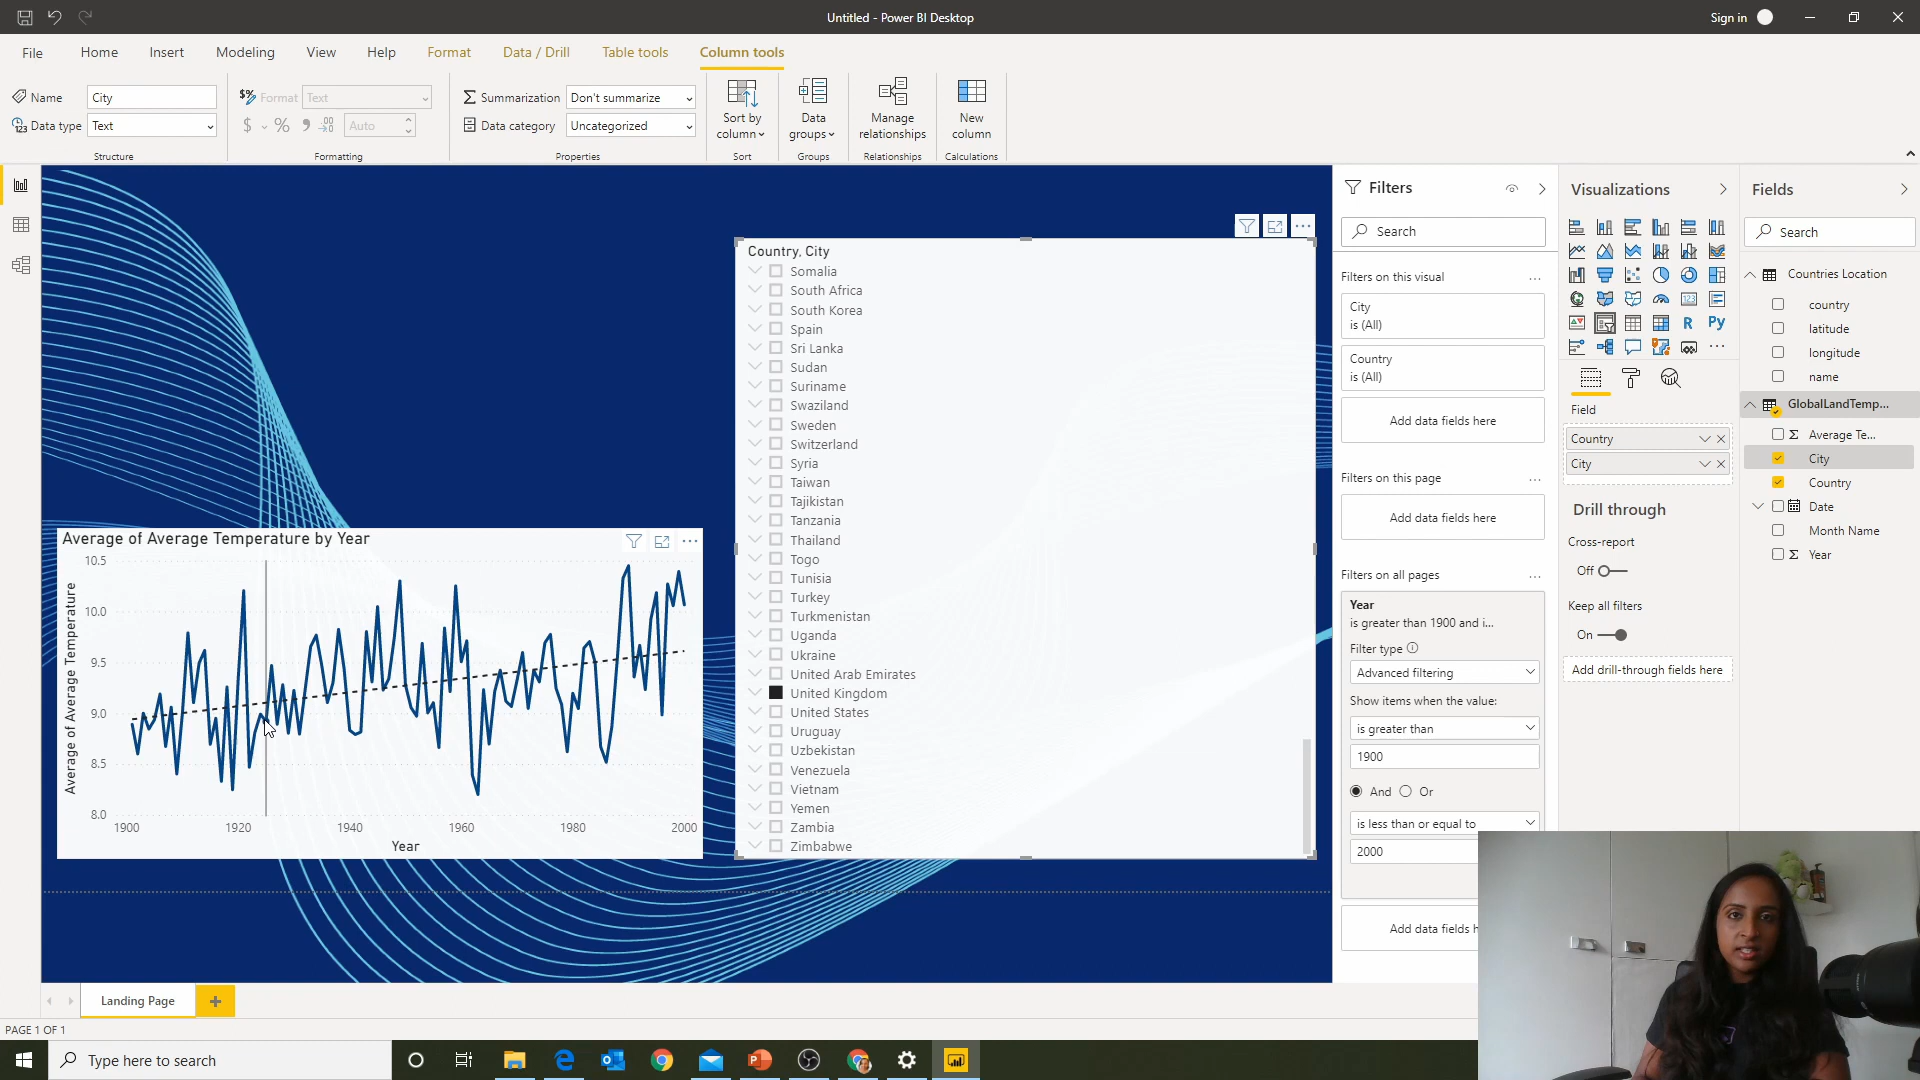 Untitled - Power BI Desktop
Sign in
File Home Insert Modeling View Help Format Data / Drill Table tools Column tools
Name City
Data type Text
Structure
$% Format Text
$ % 9 .00 Auto
Formatting
Σ Summarization Don't summarize
Data category Uncategorized
Properties
Sort by
column
Sort
Data
groups
Groups
Manage
relationships
Relationships
New
column
Calculations
Average of Average Temperature by Year
Average of Average Temperature
10.5
10.0
9.5
9.0
8.5
8.0
1900 1920 1940 1960 1980 2000
Year
Country, City
Somalia
South Africa
South Korea
Spain
Sri Lanka
Sudan
Suriname
Swaziland
Sweden
Switzerland
Syria
Taiwan
Tajikistan
Tanzania
Thailand
Togo
Tunisia
Turkey
Turkmenistan
Uganda
Ukraine
United Arab Emirates
United Kingdom
United States
Uruguay
Uzbekistan
Venezuela
Vietnam
Yemen
Zambia
Zimbabwe
Filters
Search
Filters on this visual ...
City
is (All)
Country
is (All)
Add data fields here
Filters on this page ...
Add data fields here
Filters on all pages ...
Year
is greater than 1900 and i...
Filter type
Advanced filtering
Show items when the value:
is greater than
1900
And Or
is less than or equal to
2000
Add data fields h
Visualizations
R Py
...
Field
Country
City
Drill through
Cross-report
Off
Keep all filters
On
Add drill-through fields here
Fields
Search
Countries Location
country
latitude
longitude
name
GlobalLandTemp...
Σ Average Te...
City
Country
Date
Month Name
Σ Year
Landing Page
+
PAGE 1 OF 1
Type here to search